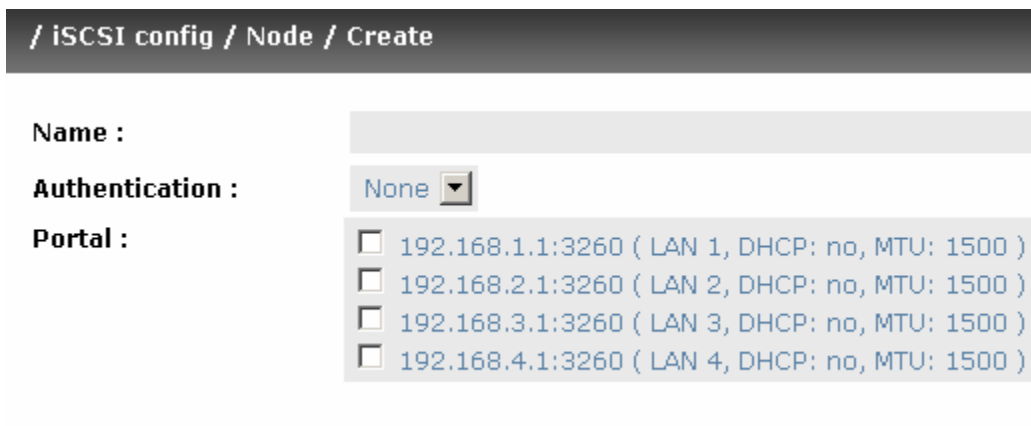 / iSCSI config / Node / Create
Name :
Authentication : None
Portal : 192.168.1.1:3260 ( LAN 1, DHCP: no, MTU: 1500 )
192.168.2.1:3260 ( LAN 2, DHCP: no, MTU: 1500 )
192.168.3.1:3260 ( LAN 3, DHCP: no, MTU: 1500 )
192.168.4.1:3260 ( LAN 4, DHCP: no, MTU: 1500 )